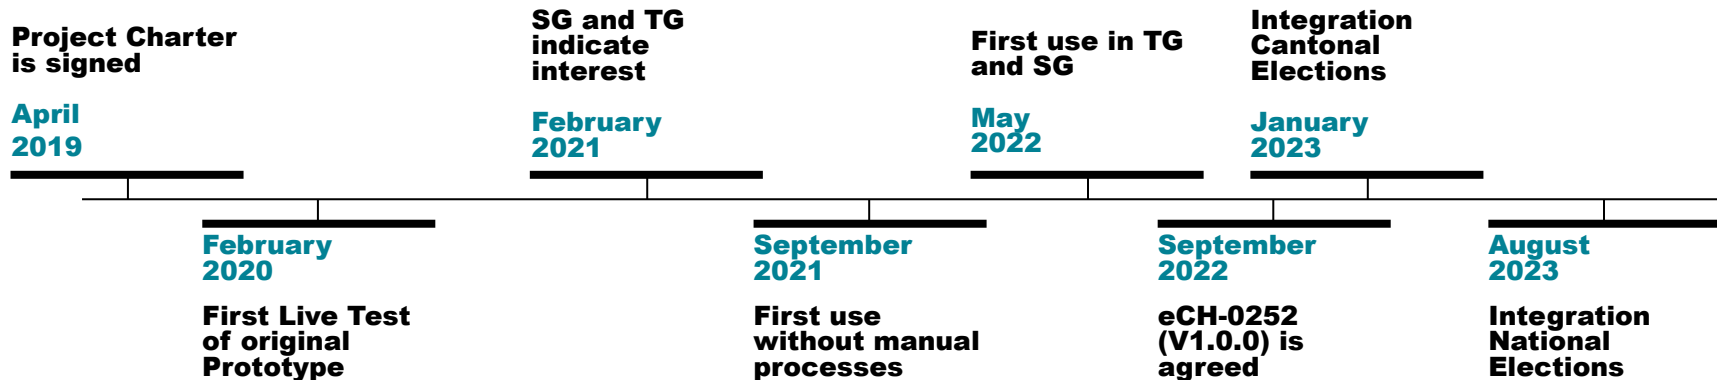 Project Charter
is signed
April
2019
February
2020
First Live Test
of original
Prototype
SG and TG
indicate
interest
February
2021
September
2021
First use
without manual
processes
First use in TG
and SG
May
2022
September
2022
eCH-0252
(V1.0.0) is
agreed
Integration
Cantonal
Elections
January
2023
August
2023
Integration
National
Elections